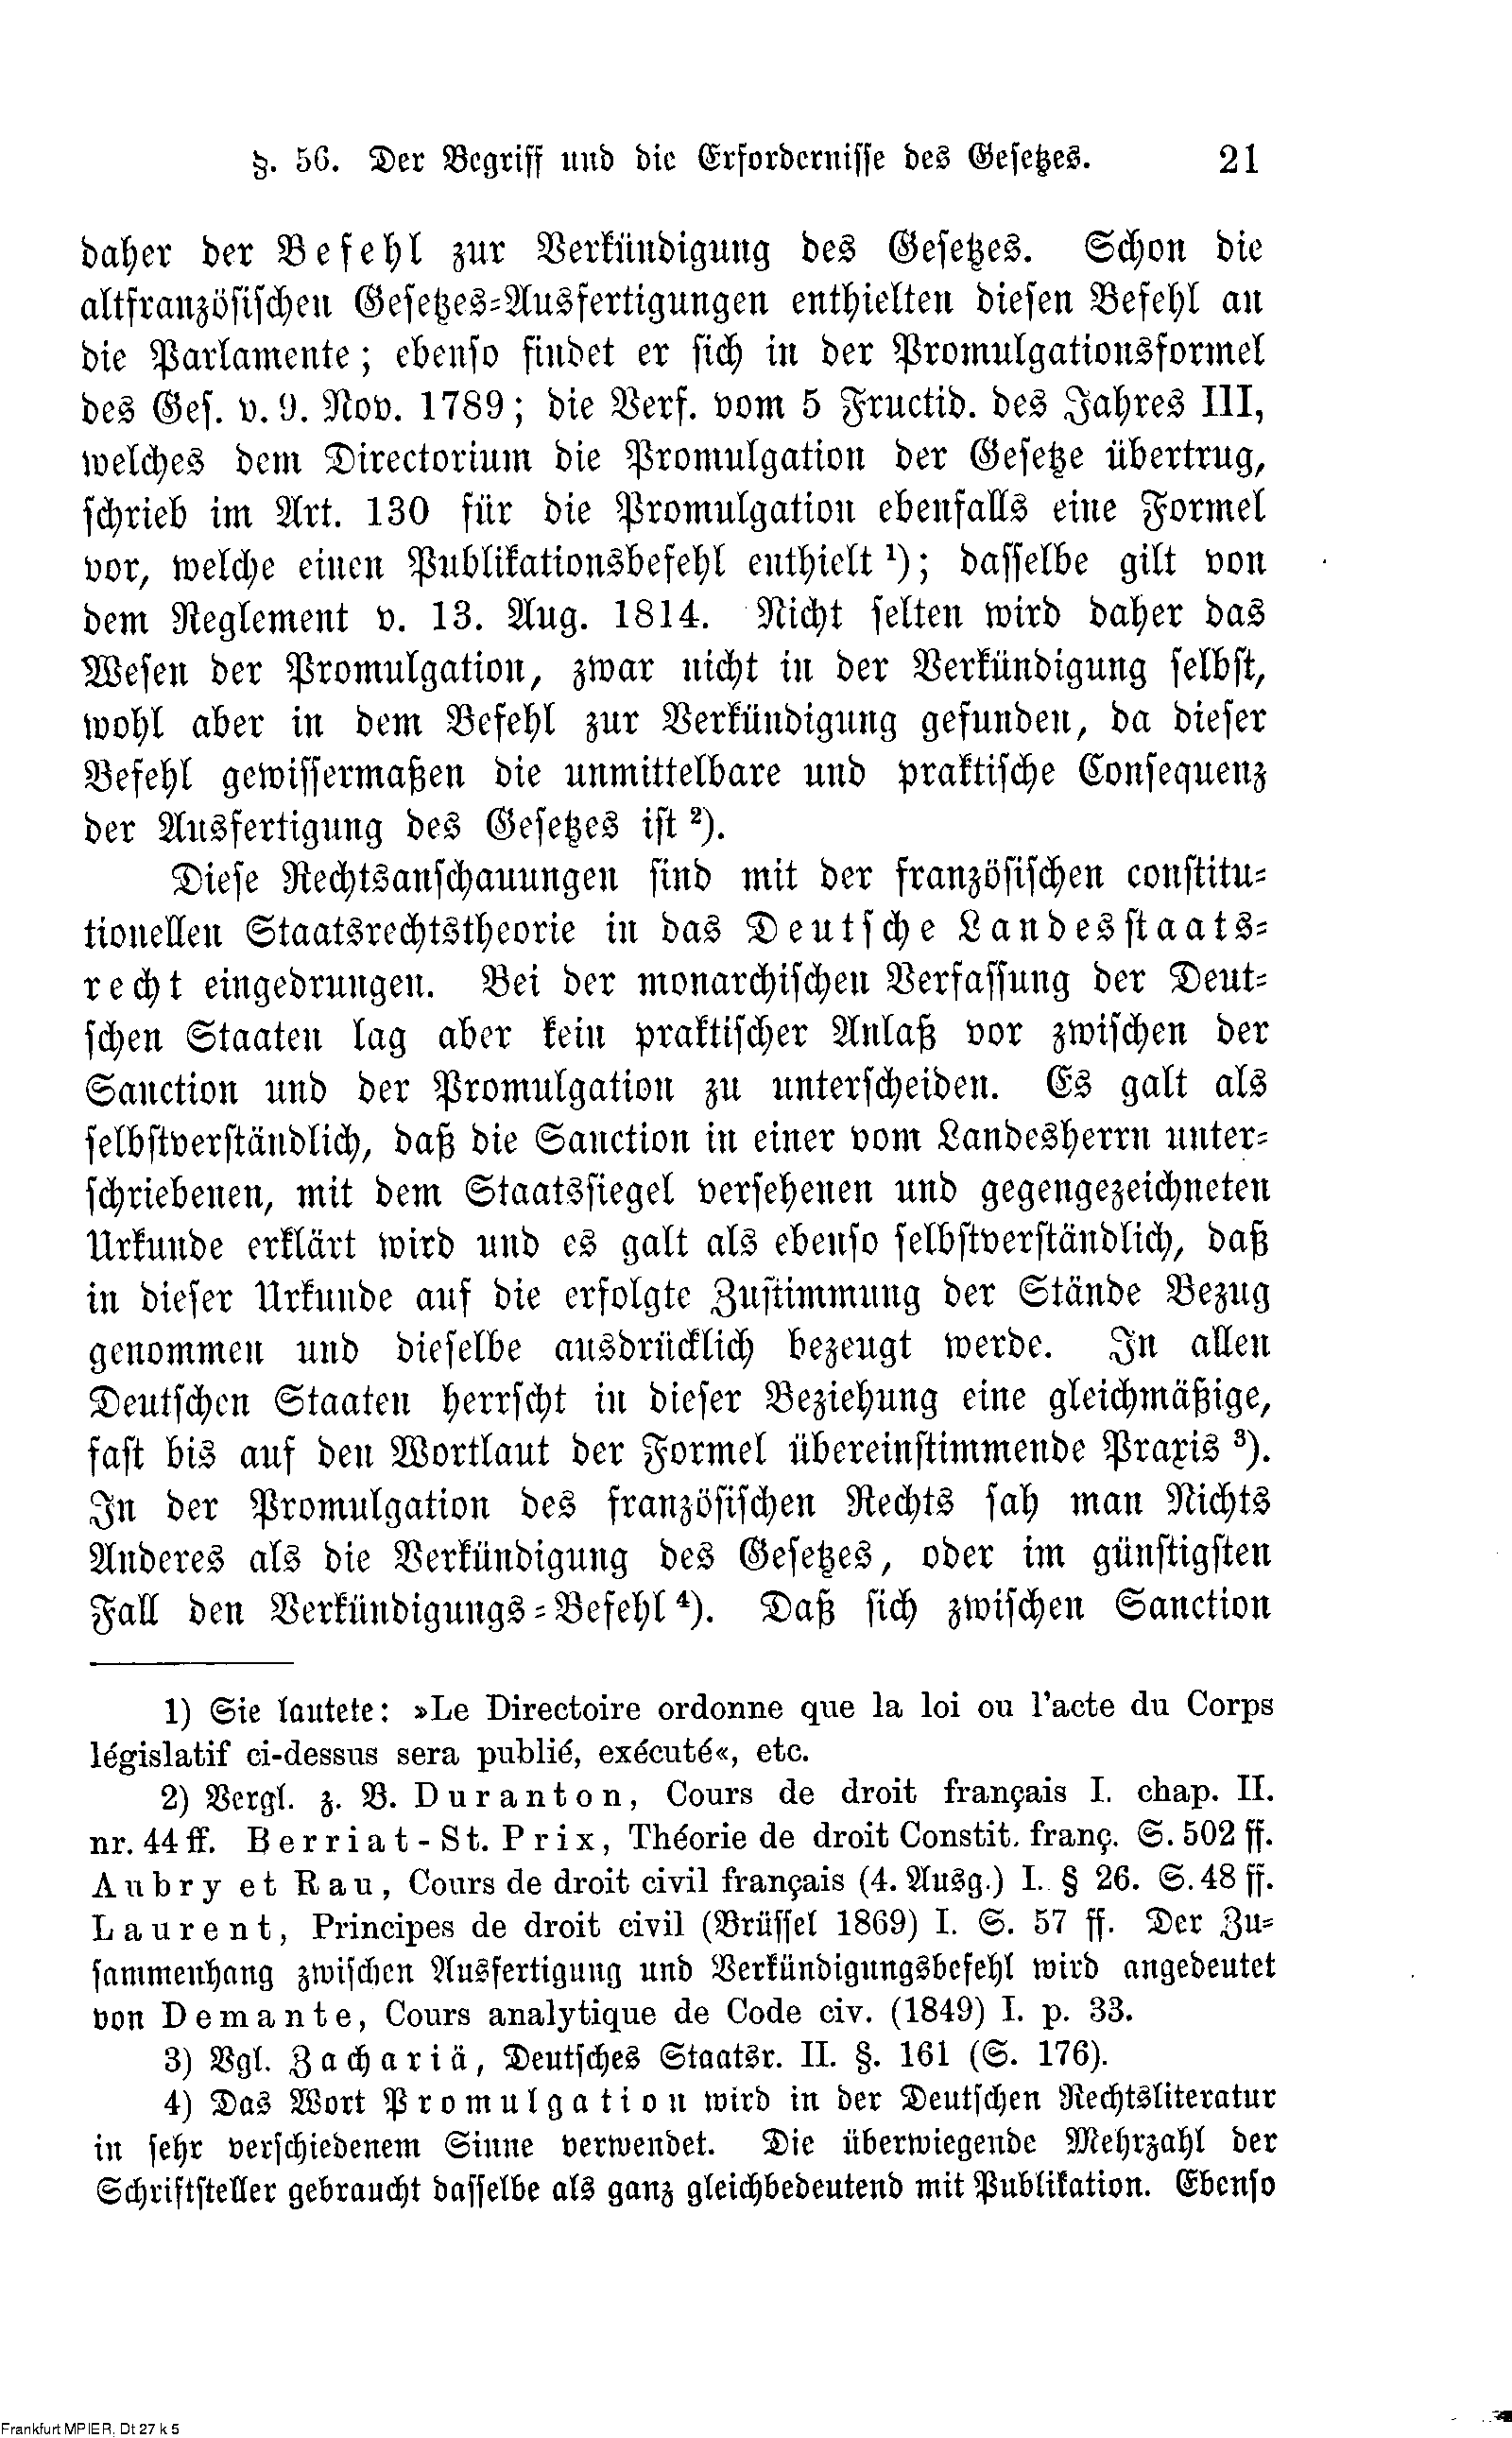 §. 56. Der Begriff und die Erfordernisse des Gesetzes. 21
daher der Befehl zur Verkündigung des Gesetzes. Schon die
altfranzösischen Gesetzes-Ausfertigungen enthielten diesen Befehl an
die Parlamente; ebenso findet er sich in der Promulgationsformel
des Ges. v. 9. Nov. 1789; die Verf. vom 5 Fructid. des Jahres III,
welches dem Directorium die Promulgation der Gesetze übertrug,
schrieb im Art. 130 für die Promulgation ebenfalls eine Formel
vor, welche einen Publikationsbefehl enthielt ¹); dasselbe gilt von
dem Reglement v. 13. Aug. 1814. Nicht selten wird daher das
Wesen der Promulgation, zwar nicht in der Verkündigung selbst,
wohl aber in dem Befehl zur Verkündigung gefunden, da dieser
Befehl gewissermaßen die unmittelbare und praktische Consequenz
der Ausfertigung des Gesetzes ist ²).
Diese Rechtsanschauungen sind mit der französischen constitu-
tionellen Staatsrechtstheorie in das Deutsche Landesstaats-
recht eingedrungen. Bei der monarchischen Verfassung der Deut-
schen Staaten lag aber kein praktischer Anlaß vor zwischen der
Sanction und der Promulgation zu unterscheiden. Es galt als
selbstverständlich, daß die Sanction in einer vom Landesherrn unter-
schriebenen, mit dem Staatssiegel versehenen und gegengezeichneten
Urkunde erklärt wird und es galt als ebenso selbstverständlich, daß
in dieser Urkunde auf die erfolgte Zustimmung der Stände Bezug
genommen und dieselbe ausdrücklich bezeugt werde. In allen
Deutschen Staaten herrscht in dieser Beziehung eine gleichmäßige,
fast bis auf den Wortlaut der Formel übereinstimmende Praxis ³).
In der Promulgation des französischen Rechts sah man Nichts
Anderes als die Verkündigung des Gesetzes, oder im günstigsten
Fall den Verkündigungs-Befehl ⁴). Daß sich zwischen Sanction
1) Sie lautete: »Le Directoire ordonne que la loi ou l'acte du Corps
législatif ci-dessus sera publié, exécuté«, etc.
2) Vergl. z. B. Duranton, Cours de droit français I. chap. II.
nr. 44 ff. Berriat-St. Prix, Théorie de droit Constit. franç. S. 502 ff.
Aubry et Rau, Cours de droit civil français (4. Ausg.) I. § 26. S. 48 ff.
Laurent, Principes de droit civil (Brüssel 1869) I. S. 57 ff. Der Zu-
sammenhang zwischen Ausfertigung und Verkündigungsbefehl wird angedeutet
von Demante, Cours analytique de Code civ. (1849) I. p. 33.
3) Vgl. Zachariä, Deutsches Staatsr. II. §. 161 (S. 176).
4) Das Wort Promulgation wird in der Deutschen Rechtsliteratur
in sehr verschiedenem Sinne verwendet. Die überwiegende Mehrzahl der
Schriftsteller gebraucht dasselbe als ganz gleichbedeutend mit Publikation. Ebenso
Frankfurt MPIER, Dt 27 k 5